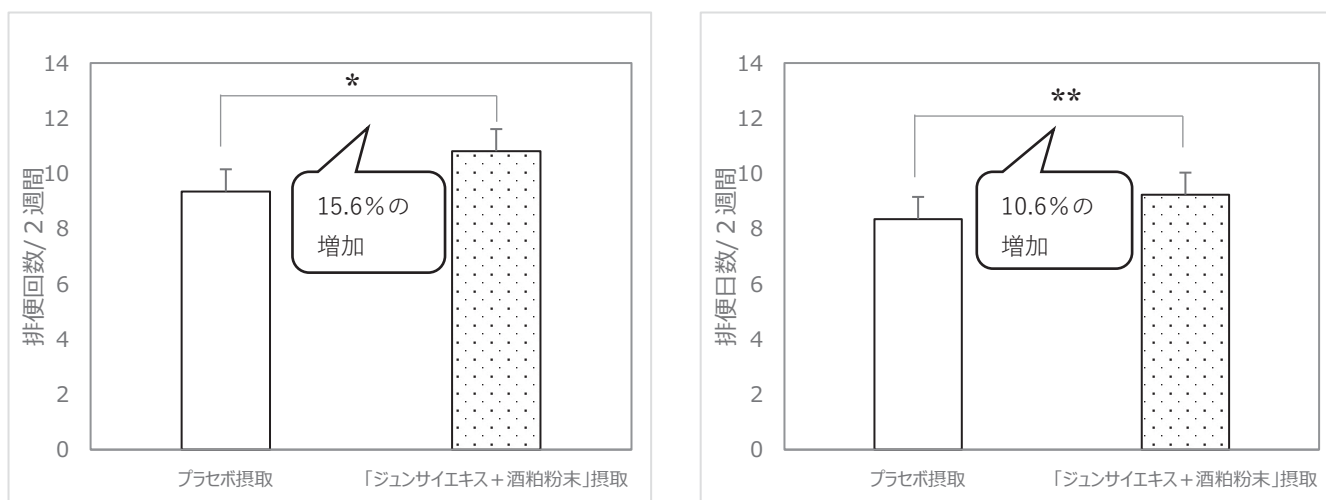 排便回数/２週間
14
12
10
8
6
4
2
0
*
15.6%の
増加
プラセボ摂取
「ジュンサイエキス＋酒粕粉末」摂取
排便日数/２週間
14
12
10
8
6
4
2
0
**
10.6%の
増加
プラセボ摂取
「ジュンサイエキス＋酒粕粉末」摂取